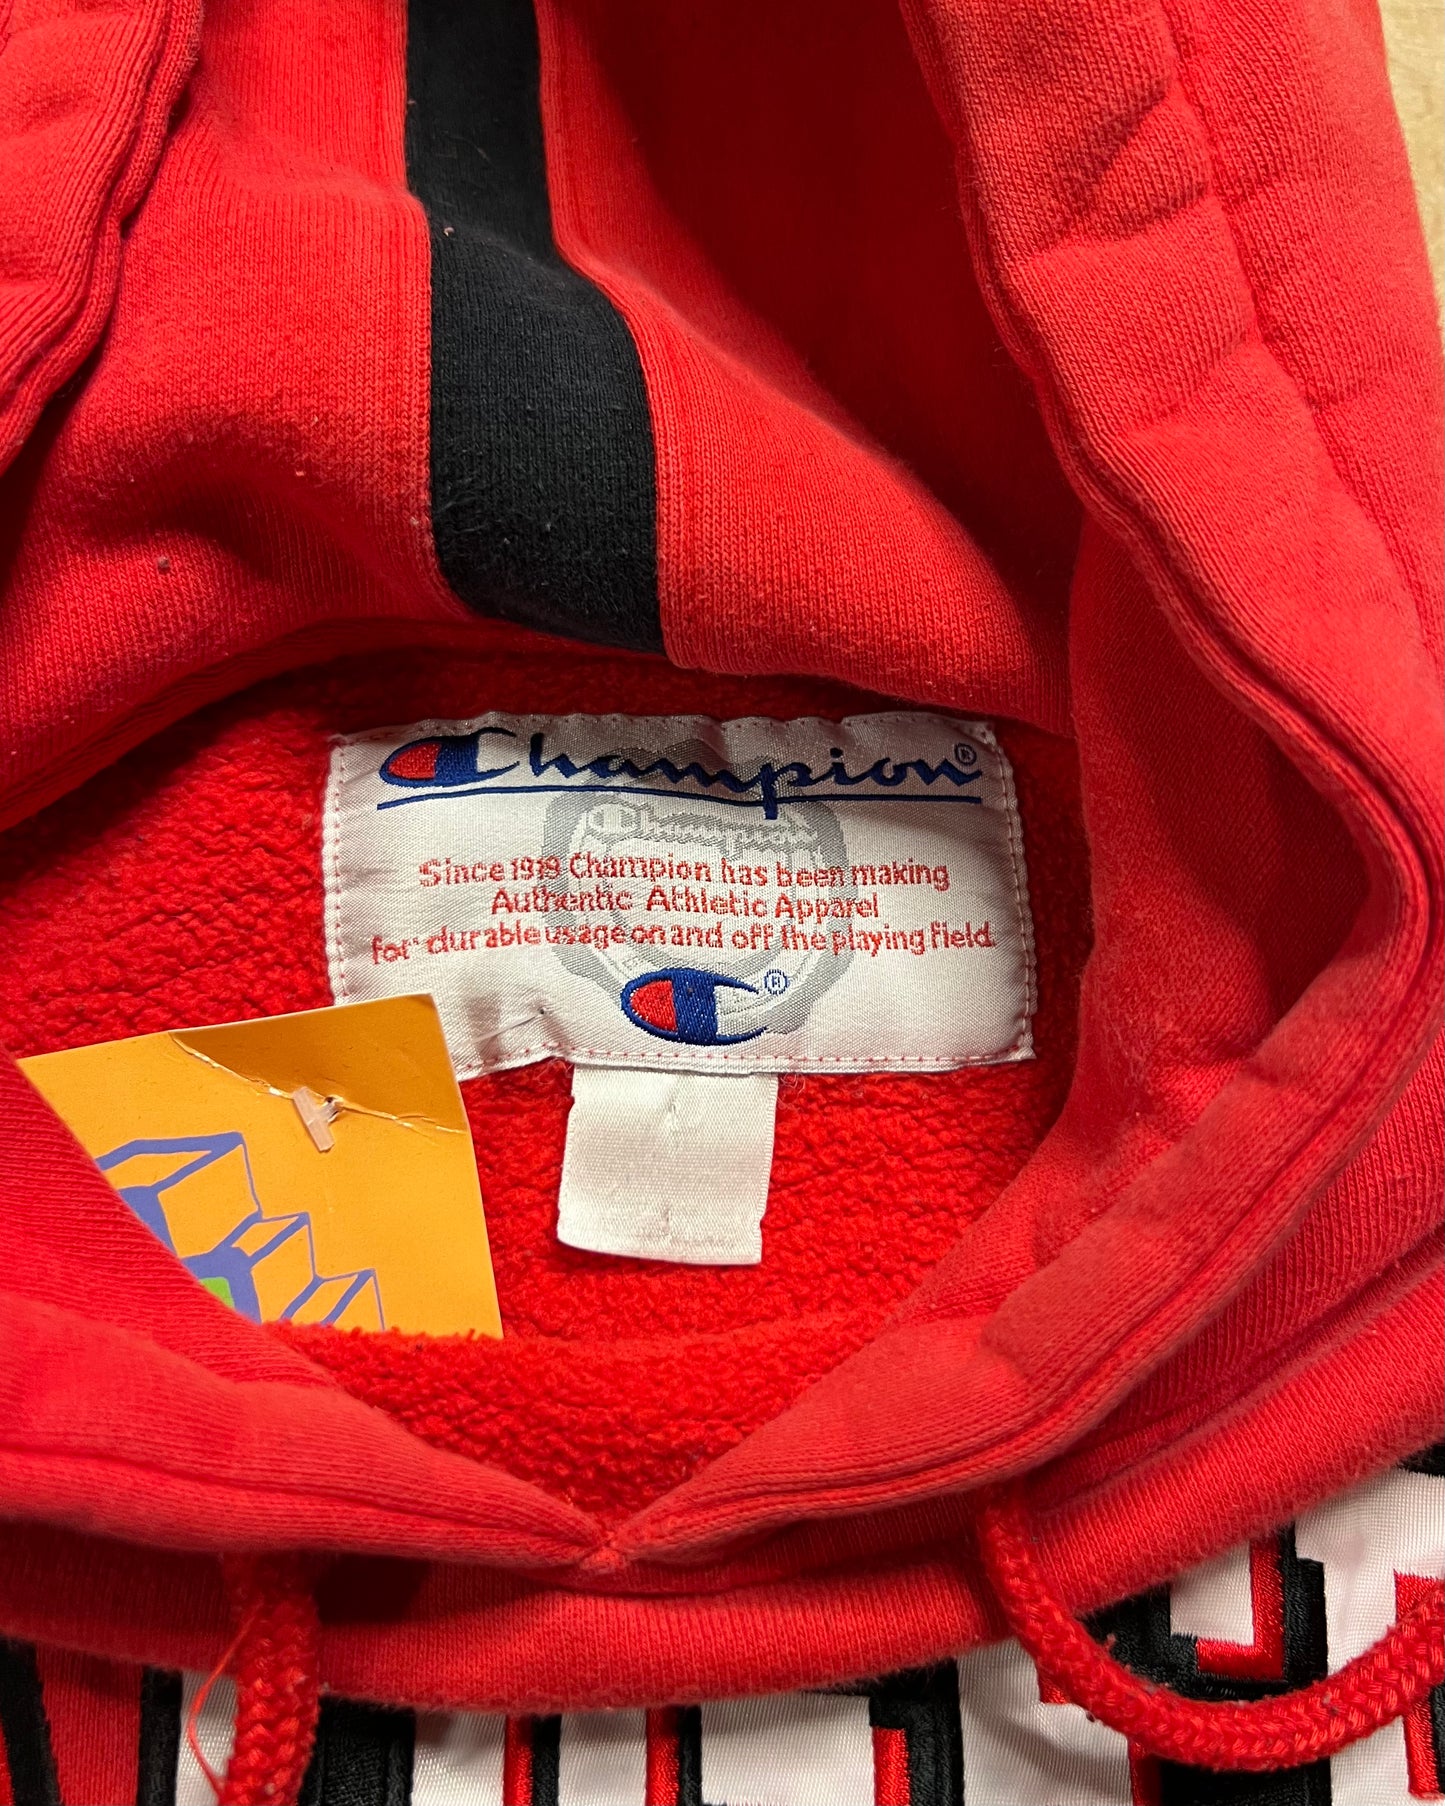 Champion®
Champion
Since 1919 Champion has been making
Authentic Athletic Apparel
for durable usage on and off the playing field.
®